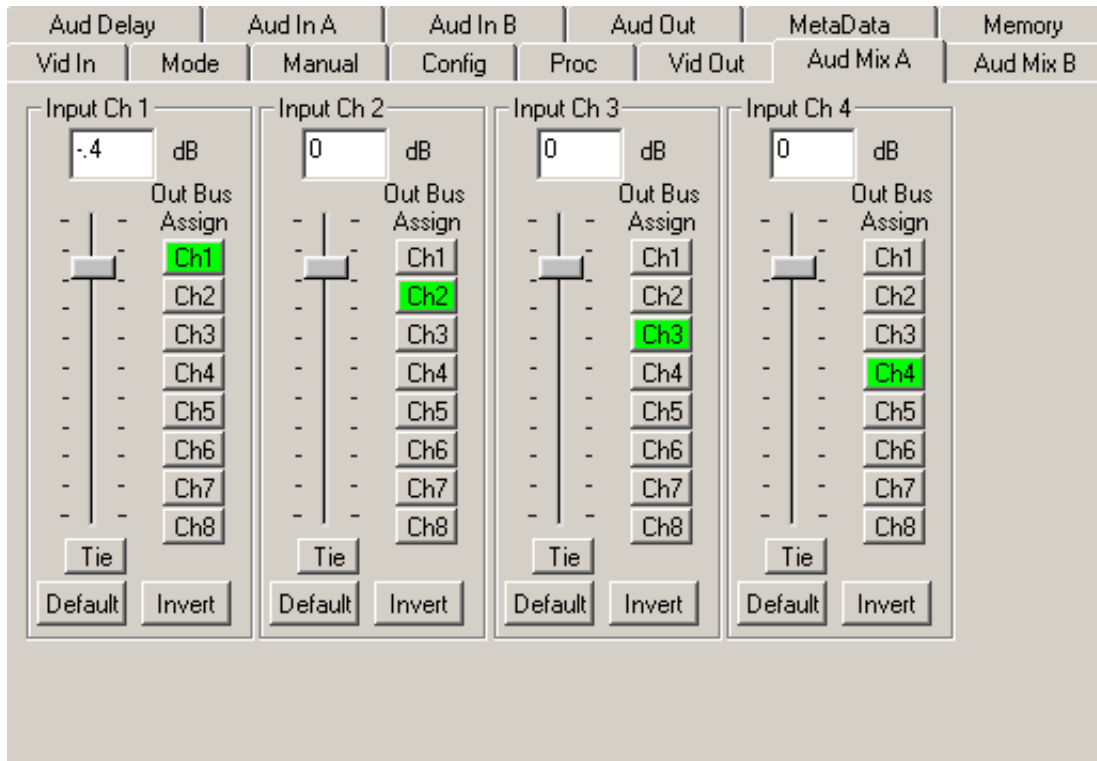 Aud Delay Aud In A Aud In B Aud Out MetaData Memory
Vid In Mode Manual Config Proc Vid Out Aud Mix A Aud Mix B
Input Ch 1 Input Ch 2 Input Ch 3 Input Ch 4
-.4 dB 0 dB 0 dB 0 dB
Out Bus Out Bus Out Bus Out Bus
Assign Assign Assign Assign
Ch1 Ch1 Ch1 Ch1
Ch2 Ch2 Ch2 Ch2
Ch3 Ch3 Ch3 Ch3
Ch4 Ch4 Ch4 Ch4
Ch5 Ch5 Ch5 Ch5
Ch6 Ch6 Ch6 Ch6
Ch7 Ch7 Ch7 Ch7
Ch8 Ch8 Ch8 Ch8
Tie Tie Tie Tie
Default Invert Default Invert Default Invert Default Invert